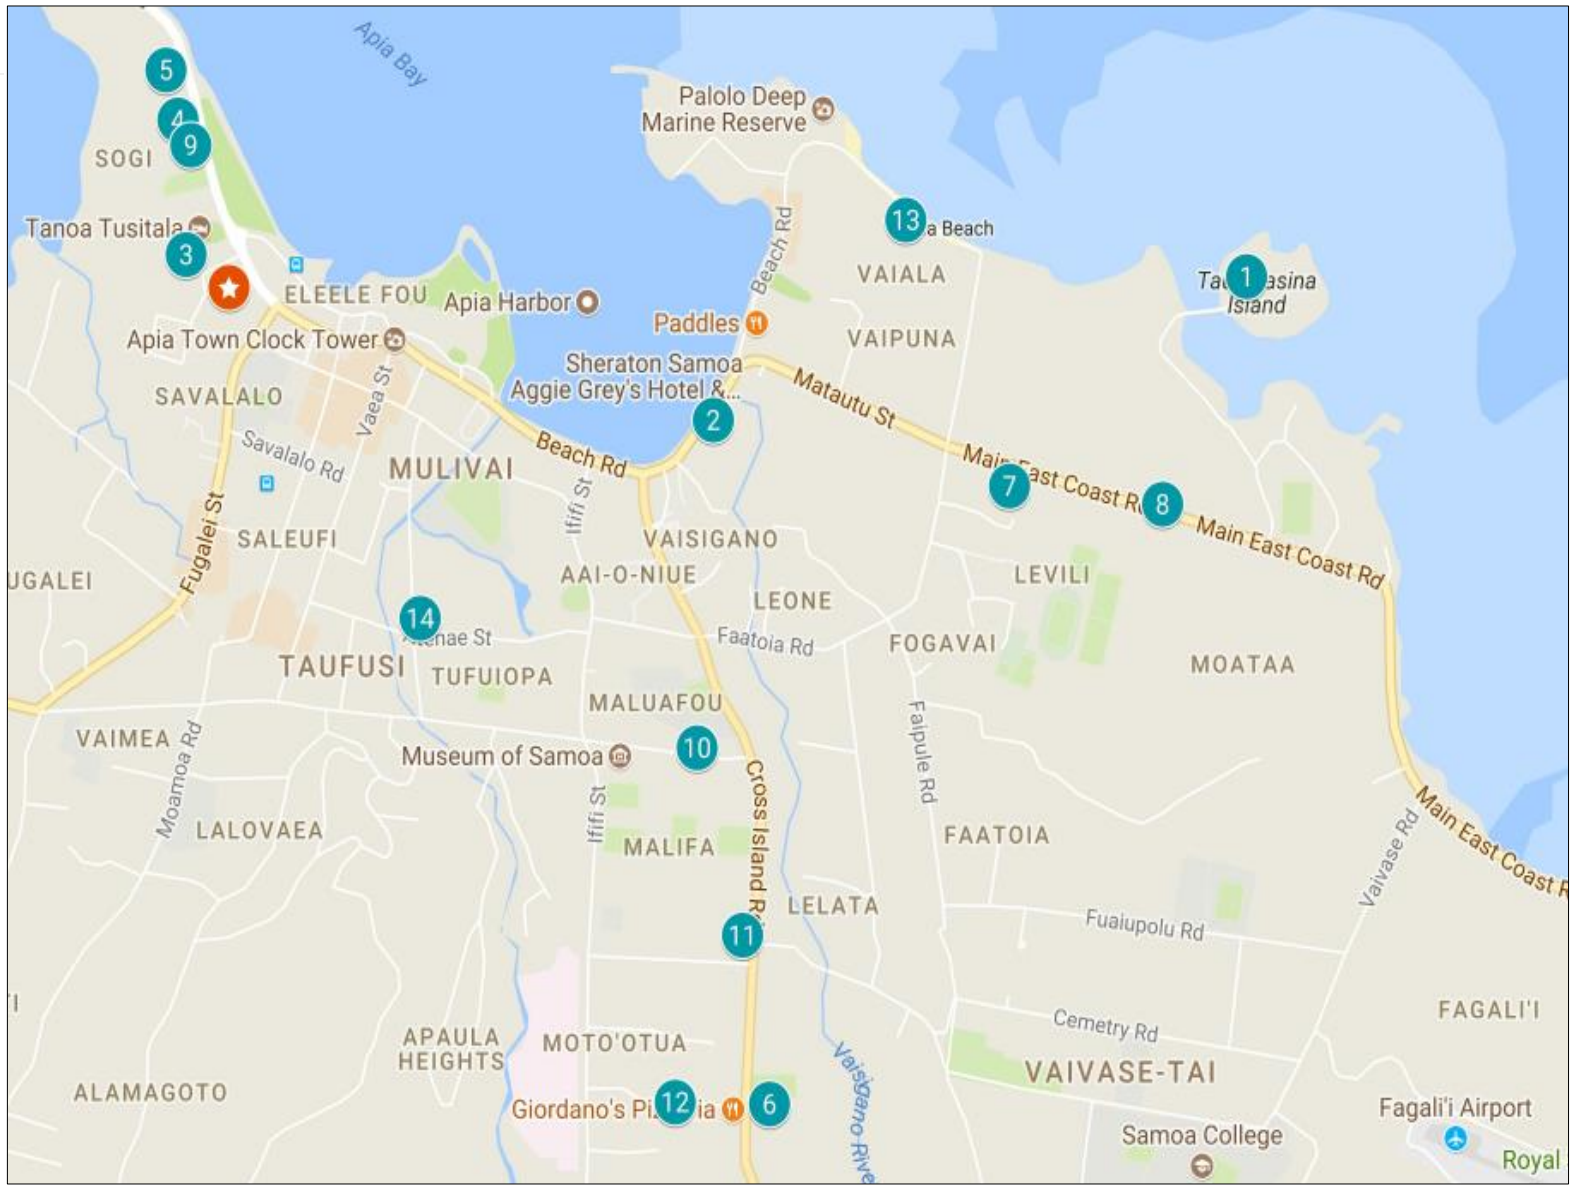 Apia Bay
5
Palolo Deep
Marine Reserve
4
9
SOGI
13
a Beach
Tanoa Tusitala
3
VAIALA
1
Island
ELEELE FOU
Apia Harbor
Beach Rd
Paddles
VAIPUNA
Apia Town Clock Tower
Sheraton Samoa
Aggie Grey's Hotel &...
2
SAVALALO
Vaea St
Matautu St
Savalalo Rd
MULIVAI
Beach Rd
Main East Coast
7
8
Main East Coast Rd
Ififi St
Fugalei St
SALEUFI
VAISIGANO
UGALEI
AAI-O-NIUE
LEVILI
LEONE
14
enae St
Faatoia Rd
FOGAVAI
TAUFUSI
TUFUIOPA
MOATAA
MALUAFOU
VAIMEA
Moamoa Rd
Museum of Samoa
10
Faipule Rd
Cross Island R
Ififi St
LALOVAEA
MALIFA
FAATOIA
Vaivase Rd
Main East Coast R
LELATA
11
Fuaiupolu Rd
TI
APAULA
HEIGHTS
MOTO'OTUA
Cemetry Rd
FAGALI'I
VAIVASE-TAI
ALAMAGOTO
Vaisigano River
Giordano's Pi
12
ia
6
Fagali'i Airport
Samoa College
Royal